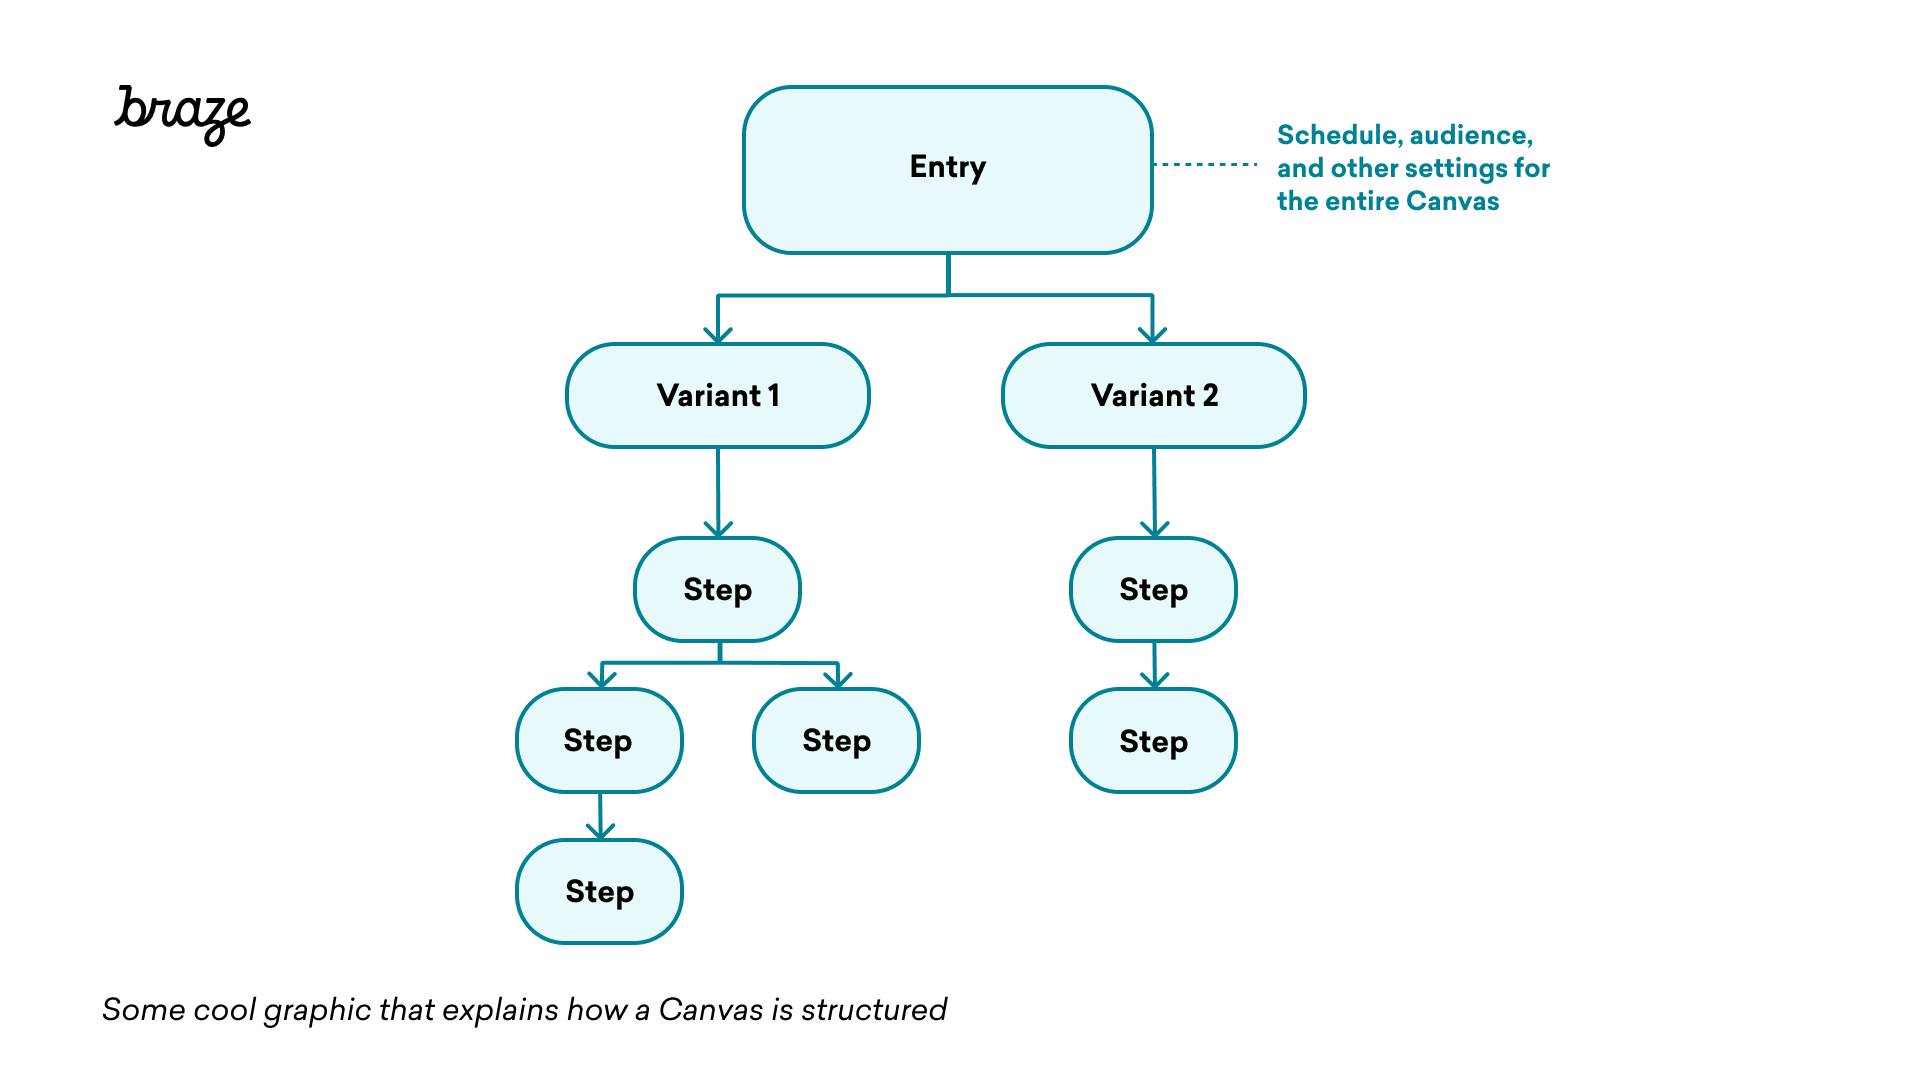 braze
Entry
Schedule, audience,
and other settings for
the entire Canvas
Variant 1
Variant 2
Step
Step
Step
Step
Step
Step
Some cool graphic that explains how a Canvas is structured